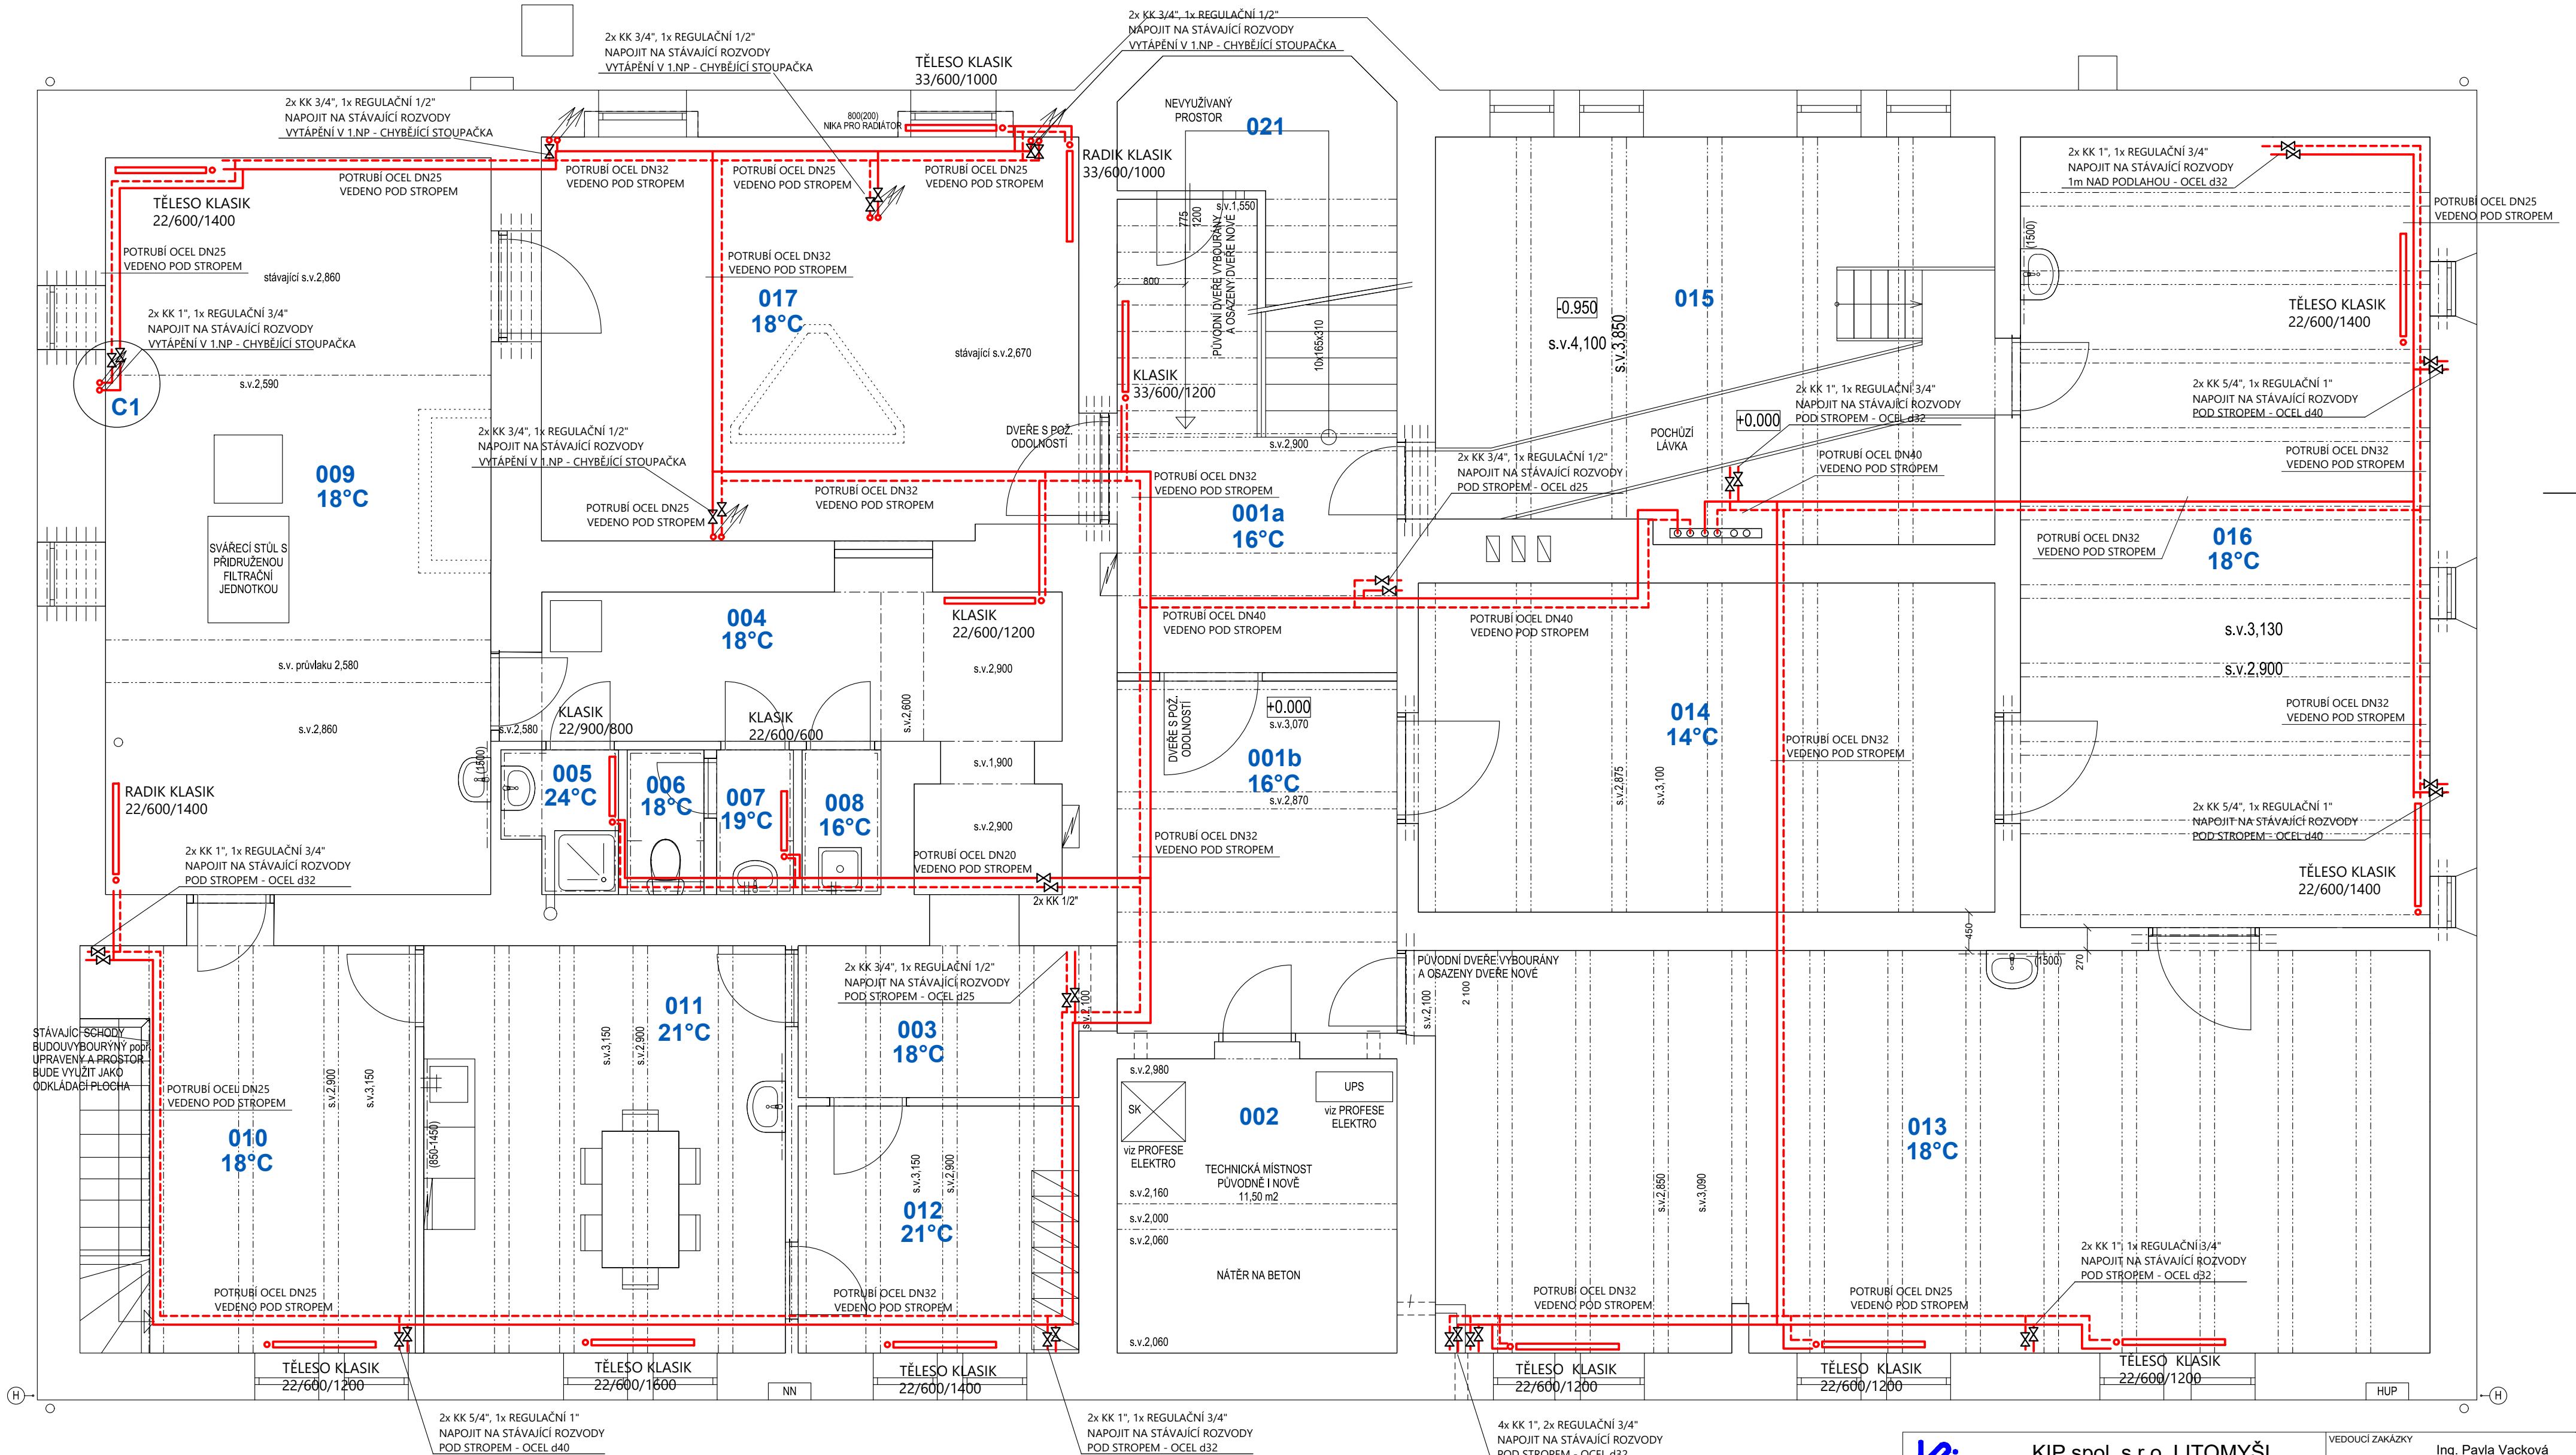 2x KK 3/4", 1x REGULAČNÍ 1/2"
NAPOJIT NA STÁVAJÍCÍ ROZVODY
VYTÁPĚNÍ V 1.NP - CHYBĚJÍCÍ STOUPAČKA
2x KK 3/4", 1x REGULAČNÍ 1/2"
NAPOJIT NA STÁVAJÍCÍ ROZVODY
VYTÁPĚNÍ V 1.NP - CHYBĚJÍCÍ STOUPAČKA
TĚLESO KLASIK
33/600/1000
2x KK 3/4", 1x REGULAČNÍ 1/2"
NAPOJIT NA STÁVAJÍCÍ ROZVODY
VYTÁPĚNÍ V 1.NP - CHYBĚJÍCÍ STOUPAČKA
800(200)
NIKA PRO RADIÁTOR
NEVYUŽÍVANÝ
PROSTOR
021
RADIK KLASIK
33/600/1000
2x KK 1", 1x REGULAČNÍ 3/4"
NAPOJIT NA STÁVAJÍCÍ ROZVODY
1m NAD PODLAHOU - OCEL d32
POTRUBÍ OCEL DN25
VEDENO POD STROPEM
POTRUBÍ OCEL DN32
VEDENO POD STROPEM
POTRUBÍ OCEL DN25
VEDENO POD STROPEM
POTRUBÍ OCEL DN25
VEDENO POD STROPEM
POTRUBÍ OCEL DN25
VEDENO POD STROPEM
TĚLESO KLASIK
22/600/1400
s.v.1,550
775
1200
(1500)
POTRUBÍ OCEL DN25
VEDENO POD STROPEM
stávající s.v.2,860
POTRUBÍ OCEL DN32
VEDENO POD STROPEM
017
18°C
800
PŮVODNÍ DVEŘE VYBOURÁNY
A OSAZENY DVEŘE NOVÉ
10x165x310
-0.950
s.v.4,100
s.v.3,850
015
TĚLESO KLASIK
22/600/1400
2x KK 1", 1x REGULAČNÍ 3/4"
NAPOJIT NA STÁVAJÍCÍ ROZVODY
VYTÁPĚNÍ V 1.NP - CHYBĚJÍCÍ STOUPAČKA
stávající s.v.2,670
s.v.2,590
C1
KLASIK
33/600/1200
2x KK 1", 1x REGULAČNÍ 3/4"
NAPOJIT NA STÁVAJÍCÍ ROZVODY
POD STROPEM - OCEL d32
2x KK 5/4", 1x REGULAČNÍ 1"
NAPOJIT NA STÁVAJÍCÍ ROZVODY
POD STROPEM - OCEL d40
2x KK 3/4", 1x REGULAČNÍ 1/2"
NAPOJIT NA STÁVAJÍCÍ ROZVODY
VYTÁPĚNÍ V 1.NP - CHYBĚJÍCÍ STOUPAČKA
DVEŘE S POŽ.
ODOLNOSTÍ
s.v.2,900
+0.000
POCHŮZÍ
LÁVKA
009
18°C
2x KK 3/4", 1x REGULAČNÍ 1/2"
NAPOJIT NA STÁVAJÍCÍ ROZVODY
POD STROPEM - OCEL d25
POTRUBÍ OCEL DN40
VEDENO POD STROPEM
POTRUBÍ OCEL DN32
VEDENO POD STROPEM
POTRUBÍ OCEL DN32
VEDENO POD STROPEM
POTRUBÍ OCEL DN32
VEDENO POD STROPEM
POTRUBÍ OCEL DN25
VEDENO POD STROPEM
001a
16°C
016
18°C
POTRUBÍ OCEL DN32
VEDENO POD STROPEM
SVÁŘECÍ STŮL S
PŘIDRUŽENOU
FILTRAČNÍ
JEDNOTKOU
004
18°C
KLASIK
22/600/1200
POTRUBÍ OCEL DN40
VEDENO POD STROPEM
POTRUBÍ OCEL DN40
VEDENO POD STROPEM
s.v.3,130
s.v.2,900
s.v. průvlaku 2,580
s.v.2,900
s.v.2,600
s.v.2,860
s.v.2,580
KLASIK
22/900/800
KLASIK
22/600/600
DVEŘE S POŽ.
ODOLNOSTÍ
+0.000
s.v.3,070
014
14°C
POTRUBÍ OCEL DN32
VEDENO POD STROPEM
POTRUBÍ OCEL DN32
VEDENO POD STROPEM
(1500)
s.v.1,900
001b
16°C
s.v.2,870
s.v.2,875
s.v.3,100
005
24°C
006
18°C
007
19°C
008
16°C
RADIK KLASIK
22/600/1400
s.v.2,900
2x KK 5/4", 1x REGULAČNÍ 1"
NAPOJIT NA STÁVAJÍCÍ ROZVODY
POD STROPEM - OCEL d40
POTRUBÍ OCEL DN32
VEDENO POD STROPEM
2x KK 1", 1x REGULAČNÍ 3/4"
NAPOJIT NA STÁVAJÍCÍ ROZVODY
POD STROPEM - OCEL d32
POTRUBÍ OCEL DN20
VEDENO POD STROPEM
2x KK 1/2"
TĚLESO KLASIK
22/600/1400
450
270
(1500)
2x KK 3/4", 1x REGULAČNÍ 1/2"
NAPOJIT NA STÁVAJÍCÍ ROZVODY
POD STROPEM - OCEL d25
PŮVODNÍ DVEŘE VYBOURÁNY
A OSAZENY DVEŘE NOVÉ
s.v.2,100
s.v.2,100
2 100
011
21°C
003
18°C
STÁVAJÍC SCHODY
BUDOUVYBOURÝNÝ popř.
UPRAVENY A PROSTOR
BUDE VYUŽIT JAKO
ODKLÁDACÍ PLOCHA
s.v.3,150
s.v.2,900
POTRUBÍ OCEL DN25
VEDENO POD STROPEM
s.v.2,900
s.v.3,150
s.v.2,980
SK
viz PROFESE
ELEKTRO
002
UPS
viz PROFESE
ELEKTRO
010
18°C
(850-1450)
013
18°C
TECHNICKÁ MÍSTNOST
PŮVODNĚ I NOVĚ
11,50 m2
s.v.3,150
s.v.2,900
s.v.2,160
s.v.2,000
s.v.2,060
s.v.2,850
s.v.3,090
012
21°C
NÁTĚR NA BETON
2x KK 1", 1x REGULAČNÍ 3/4"
NAPOJIT NA STÁVAJÍCÍ ROZVODY
POD STROPEM - OCEL d32
POTRUBÍ OCEL DN25
VEDENO POD STROPEM
POTRUBÍ OCEL DN32
VEDENO POD STROPEM
POTRUBÍ OCEL DN32
VEDENO POD STROPEM
POTRUBÍ OCEL DN25
VEDENO POD STROPEM
s.v.2,060
TĚLESO KLASIK
22/600/1200
TĚLESO KLASIK
22/600/1600
TĚLESO KLASIK
22/600/1400
TĚLESO KLASIK
22/600/1200
TĚLESO KLASIK
22/600/1200
TĚLESO KLASIK
22/600/1200
H
NN
HUP
H
2x KK 5/4", 1x REGULAČNÍ 1"
NAPOJIT NA STÁVAJÍCÍ ROZVODY
POD STROPEM - OCEL d40
2x KK 1", 1x REGULAČNÍ 3/4"
NAPOJIT NA STÁVAJÍCÍ ROZVODY
POD STROPEM - OCEL d32
4x KK 1", 2x REGULAČNÍ 3/4"
NAPOJIT NA STÁVAJÍCÍ ROZVODY
POD STROPEM - OCEL d32
KIP spol. s r.o. LITOMYŠL
VEDOUCÍ ZAKÁZKY
Ing. Pavla Vacková